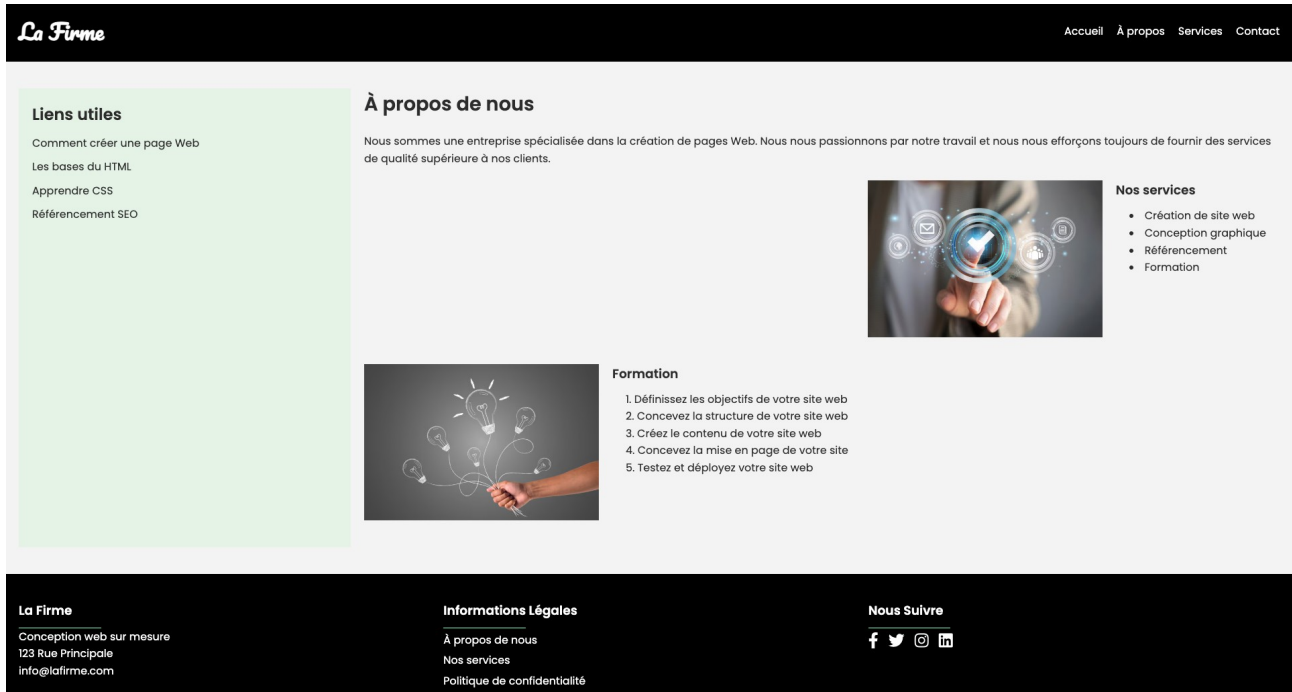 La Firme
Accueil À propos Services Contact
Liens utiles
Comment créer une page Web
Les bases du HTML
Apprendre CSS
Référencement SEO
À propos de nous
Nous sommes une entreprise spécialisée dans la création de pages Web. Nous nous passionnons par notre travail et nous nous efforçons toujours de fournir des services
de qualité supérieure à nos clients.
Nos services
• Création de site web
• Conception graphique
• Référencement
• Formation
Formation
1. Définissez les objectifs de votre site web
2. Concevez la structure de votre site web
3. Créez le contenu de votre site web
4. Concevez la mise en page de votre site
5. Testez et déployez votre site web
La Firme
Conception web sur mesure
123 Rue Principale
info@lafirme.com
Informations Légales
À propos de nous
Nos services
Politique de confidentialité
Nous Suivre